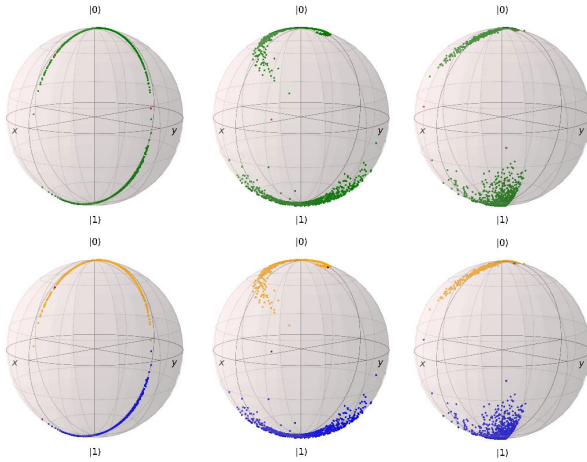 |0⟩ |0⟩ |0⟩
x y x y x y
|1⟩ |1⟩ |1⟩
|0⟩ |0⟩ |0⟩
x y x y x y
|1⟩ |1⟩ |1⟩